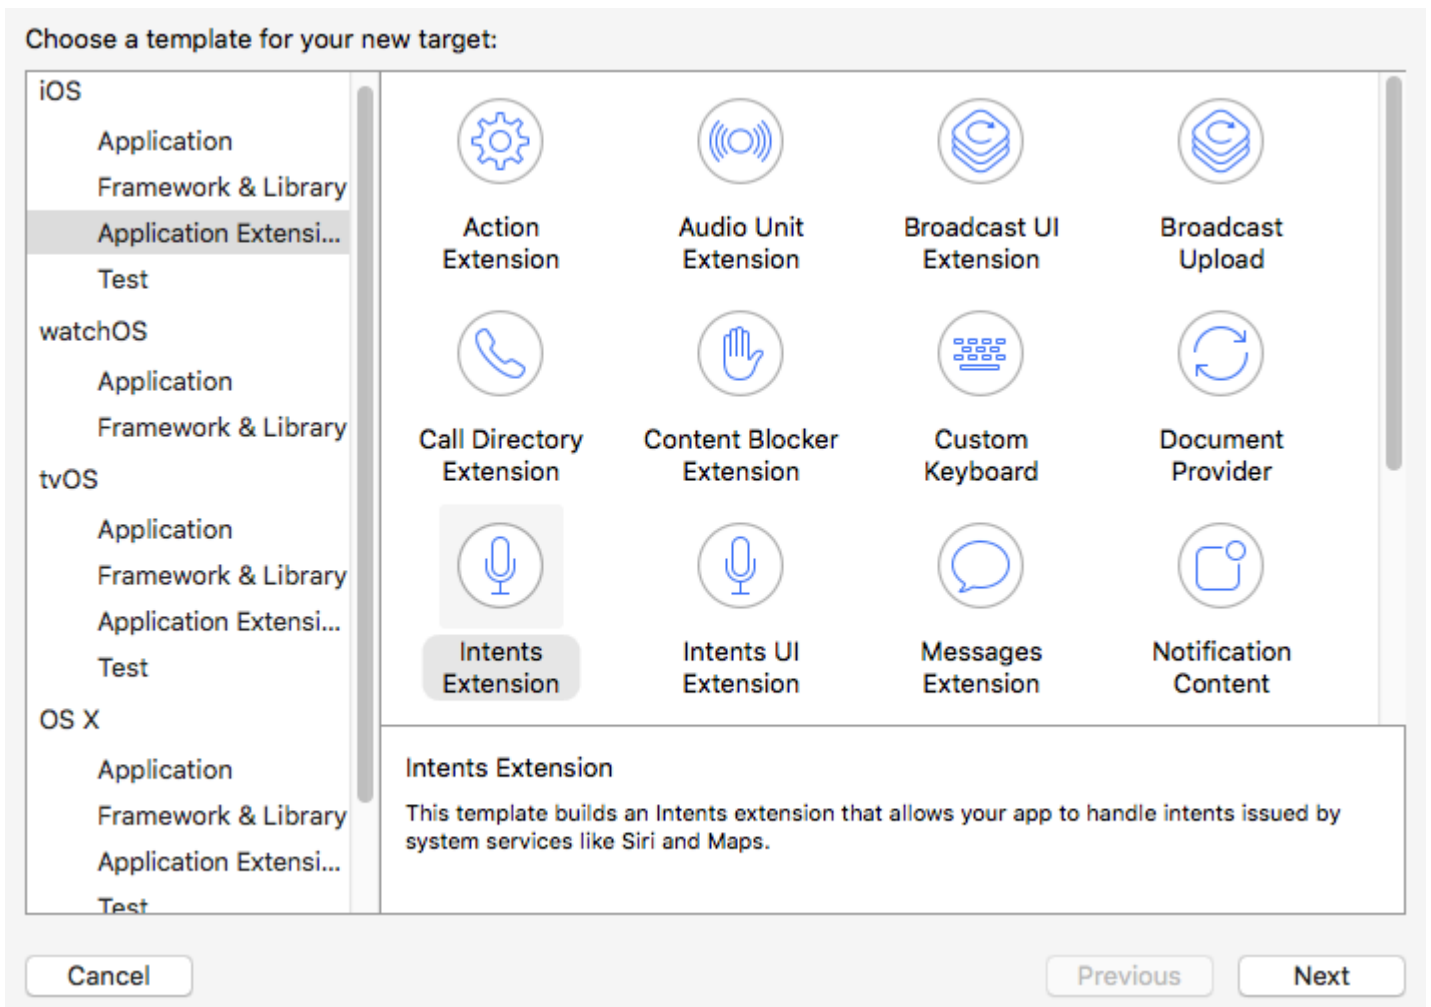 Choose a template for your new target:
iOS
Application
Framework & Library
Application Extensi...
Test
watchOS
Application
Framework & Library
tvOS
Application
Framework & Library
Application Extensi...
Test
OS X
Application
Framework & Library
Application Extensi...
Test
Action
Extension
Audio Unit
Extension
Broadcast UI
Extension
Broadcast
Upload
Call Directory
Extension
Content Blocker
Extension
Custom
Keyboard
Document
Provider
Intents
Extension
Intents UI
Extension
Messages
Extension
Notification
Content
Intents Extension
This template builds an Intents extension that allows your app to handle intents issued by
system services like Siri and Maps.
Cancel
Previous
Next